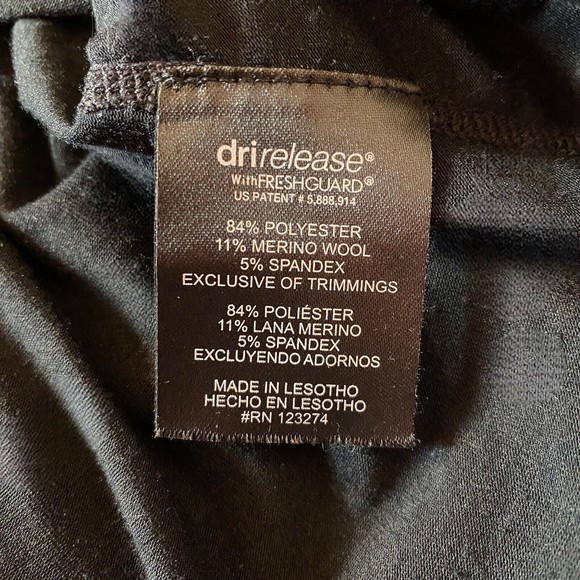 drirelease®
With FRESHGUARD®
US PATENT # 5,888,914
84% POLYESTER
11% MERINO WOOL
5% SPANDEX
EXCLUSIVE OF TRIMMINGS
84% POLIÉSTER
11% LANA MERINO
5% SPANDEX
EXCLUYENDO ADORNOS
MADE IN LESOTHO
HECHO EN LESOTHO
#RN 123274